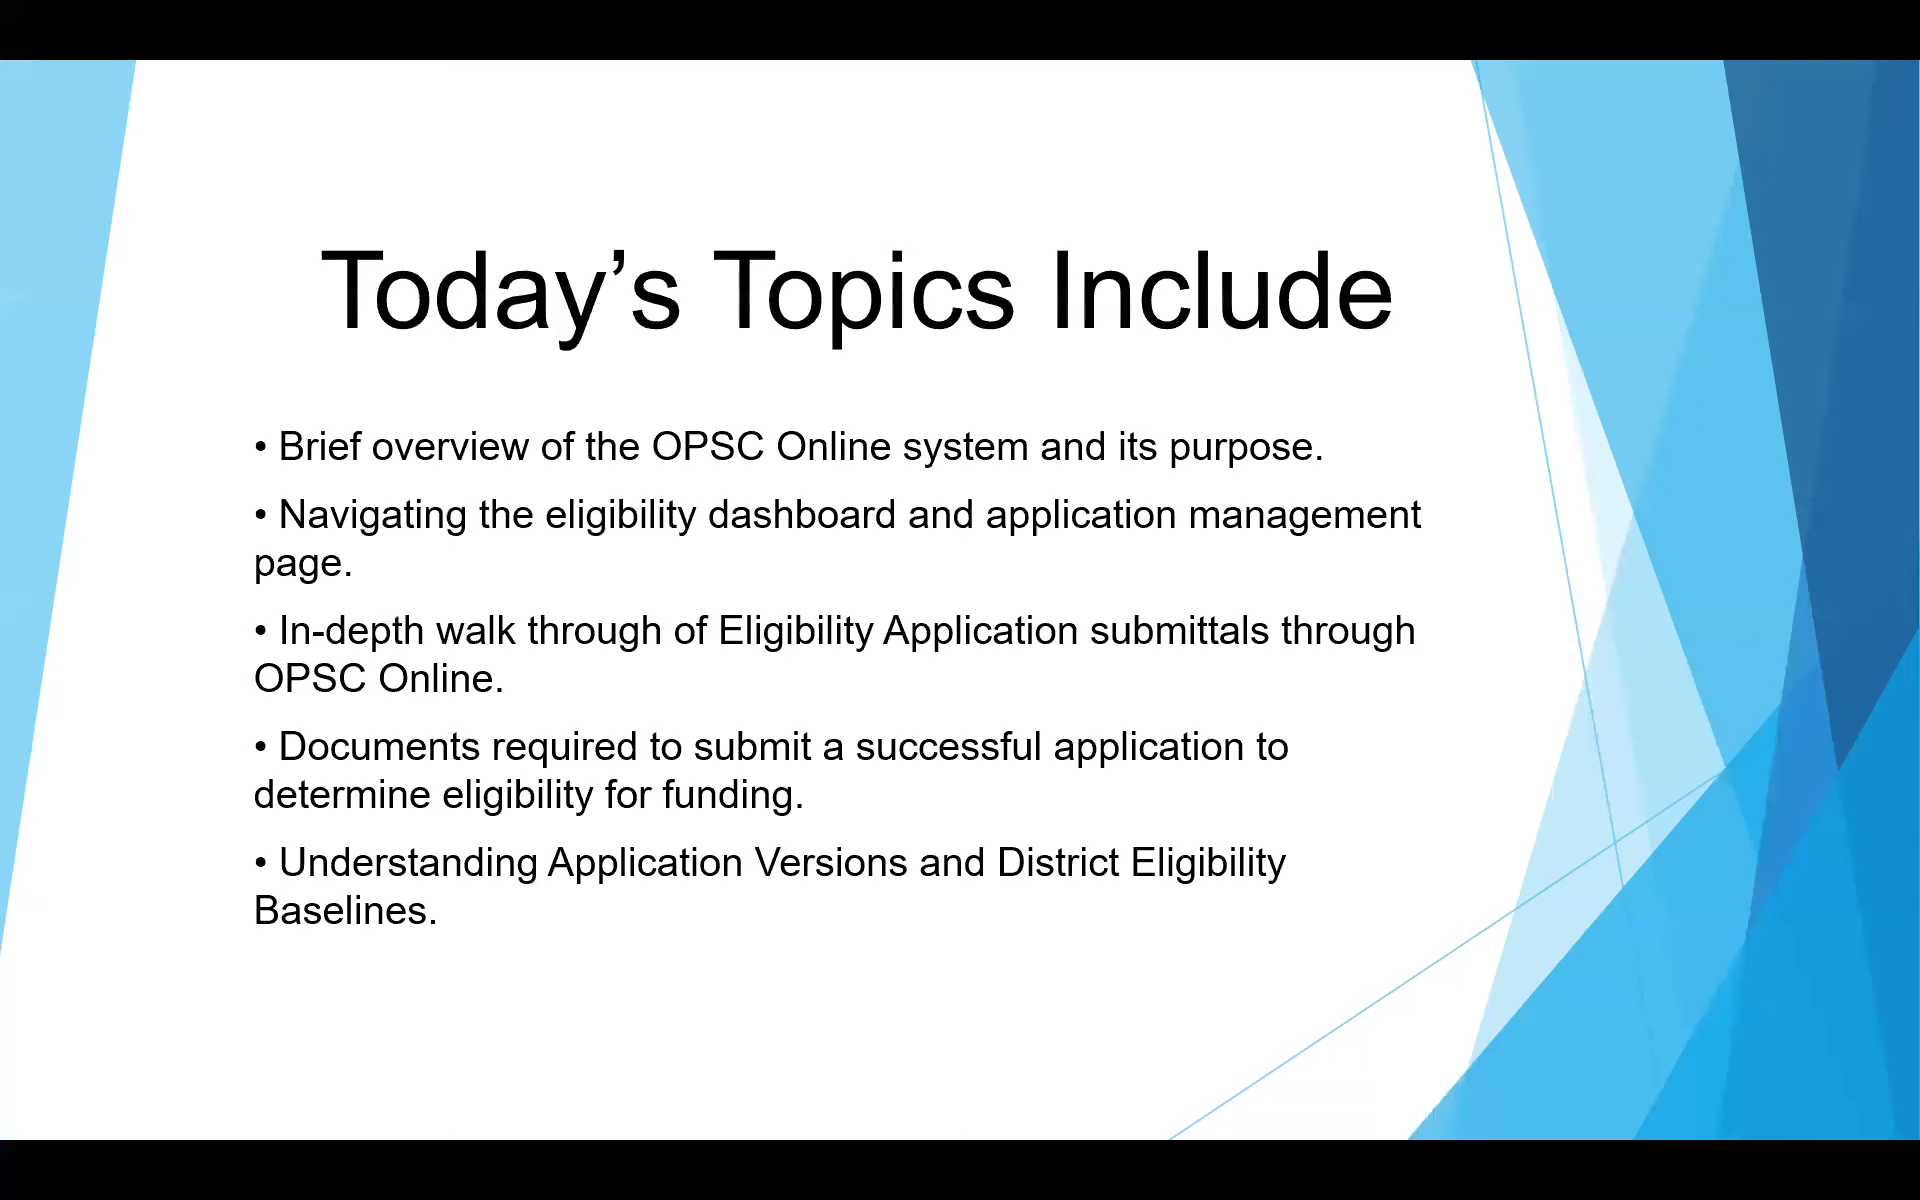 Today’s Topics Include
• Brief overview of the OPSC Online system and its purpose.
• Navigating the eligibility dashboard and application management
page.
• In-depth walk through of Eligibility Application submittals through
OPSC Online.
• Documents required to submit a successful application to
determine eligibility for funding.
• Understanding Application Versions and District Eligibility
Baselines.